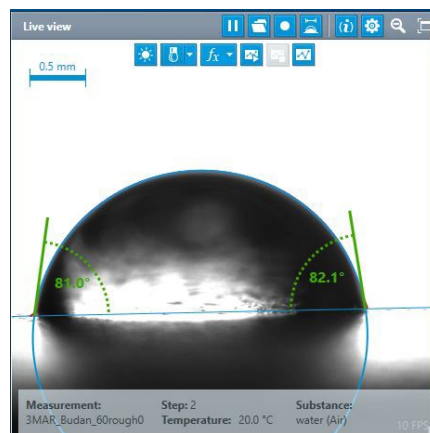 Live view
0.5 mm
81.0°
82.1°
Measurement: Step: 2 Substance:
3MAR_Budan_60rough0 Temperature: 20.0 °C water (Air)
10 FPS